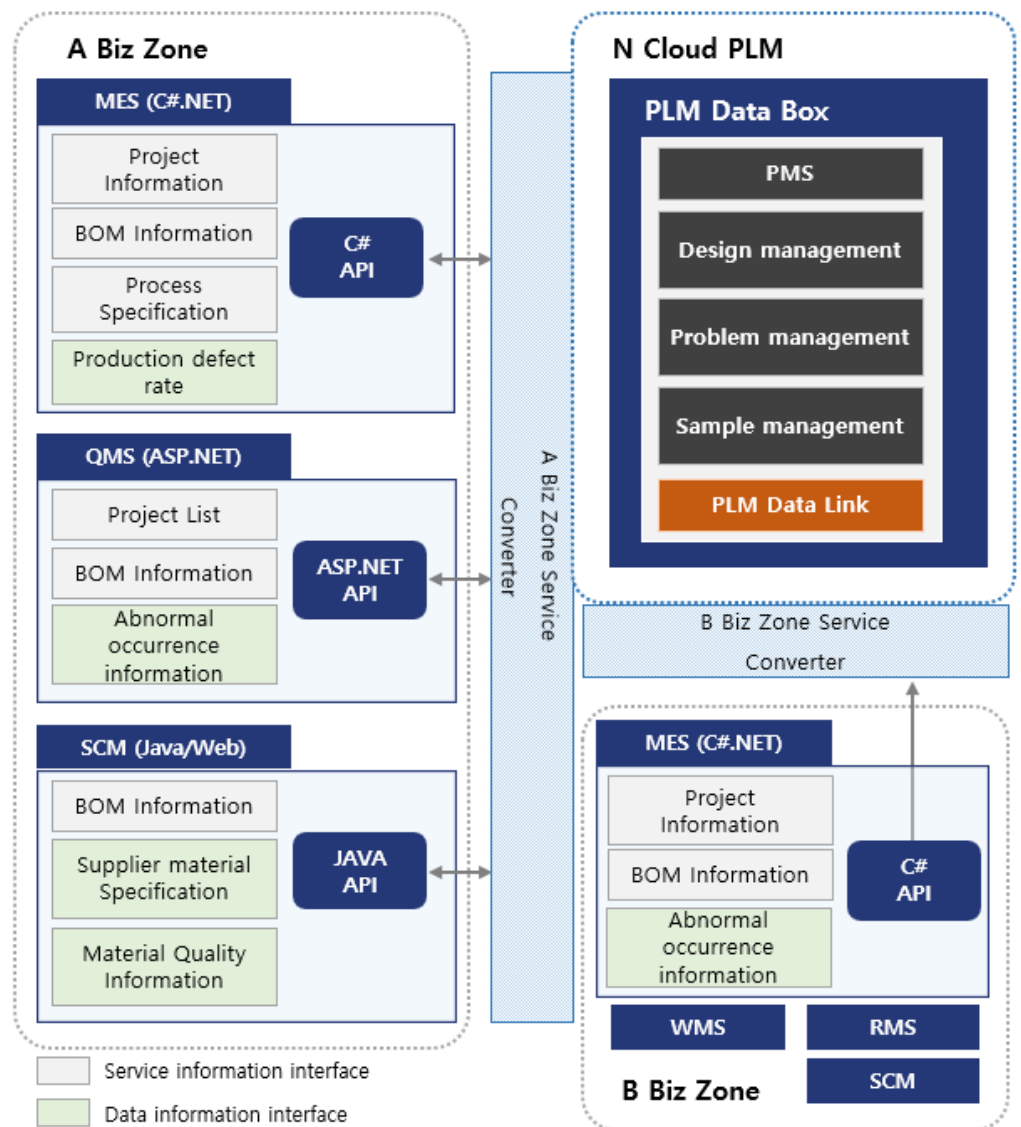 A Biz Zone
MES (C#.NET)
Project
Information
BOM Information
Process
Specification
Production defect
rate
C#
API
QMS (ASP.NET)
Project List
BOM Information
Abnormal
occurrence
information
ASP.NET
API
SCM (Java/Web)
BOM Information
Supplier material
Specification
Material Quality
Information
JAVA
API
Service information interface
Data information interface
A Biz Zone Service
Converter
N Cloud PLM
PLM Data Box
PMS
Design management
Problem management
Sample management
PLM Data Link
B Biz Zone Service
Converter
MES (C#.NET)
Project
Information
BOM Information
Abnormal
occurrence
information
C#
API
WMS
RMS
SCM
B Biz Zone